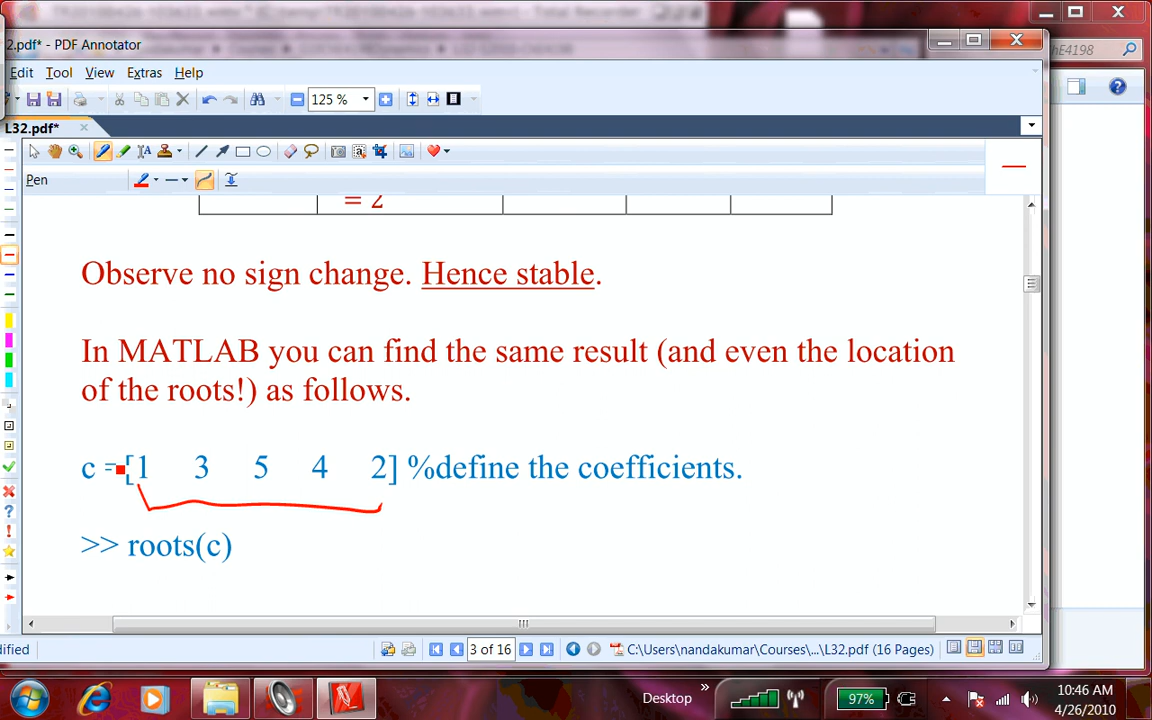 hE4198
2.pdf* - PDF Annotator
Edit Tool View Extras Help
125 %
L32.pdf*
Pen
= 2
Observe no sign change. Hence stable.
In MATLAB you can find the same result (and even the location
of the roots!) as follows.
c =[1 3 5 4 2] %define the coefficients.
>> roots(c)
dified
3 of 16
C:\Users\nandakumar\Courses\...\L32.pdf (16 Pages)
Desktop
97%
10:46 AM
4/26/2010